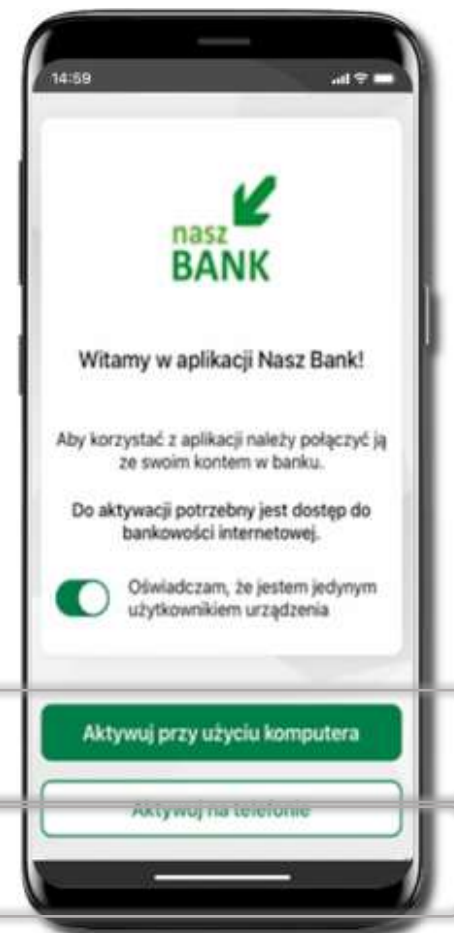 14:59
nasz
BANK
Witamy w aplikacji Nasz Bank!
Aby korzystać z aplikacji należy połączyć ją
ze swoim kontem w banku.
Do aktywacji potrzebny jest dostęp do
bankowości internetowej.
Oświadczam, że jestem jedynym
użytkownikiem urządzenia
Aktywuj przy użyciu komputera
Aktywuj na telefonie